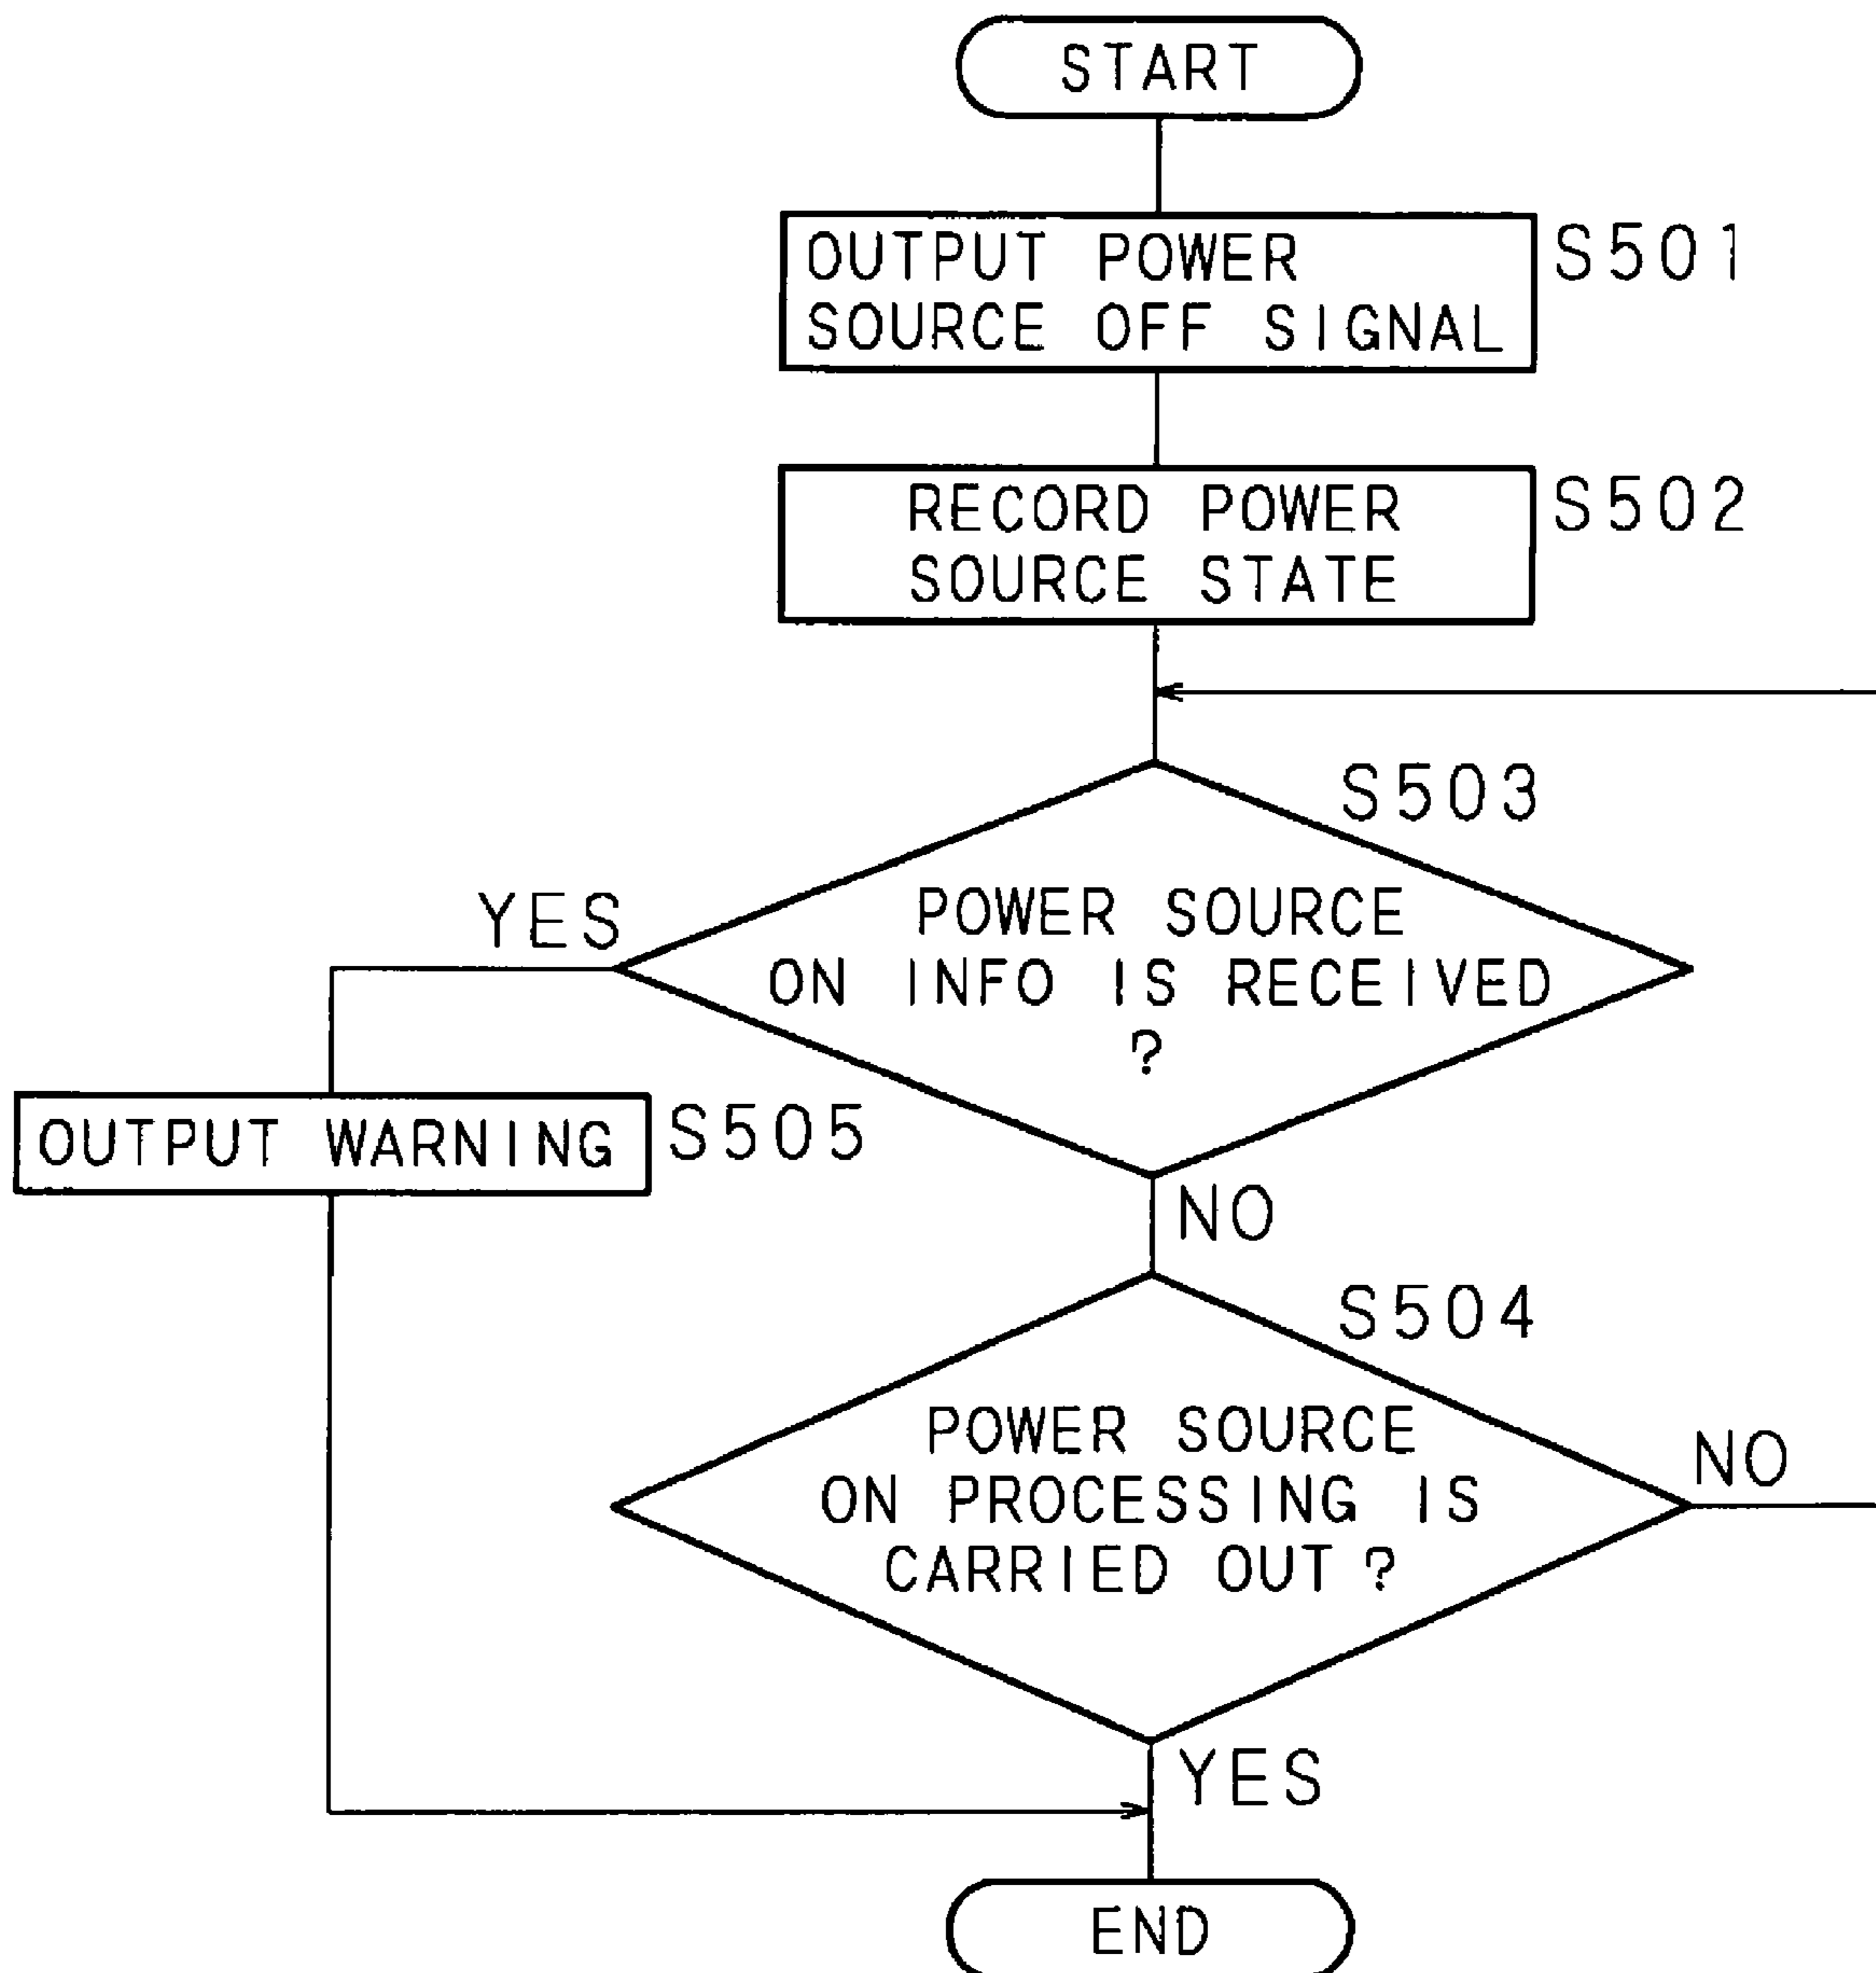 START
OUTPUT POWER
SOURCE OFF SIGNAL
S501
RECORD POWER
SOURCE STATE
S502
S503
POWER SOURCE
ON INFO IS RECEIVED
?
YES
OUTPUT WARNING
S505
NO
S504
POWER SOURCE
ON PROCESSING IS
CARRIED OUT?
NO
YES
END